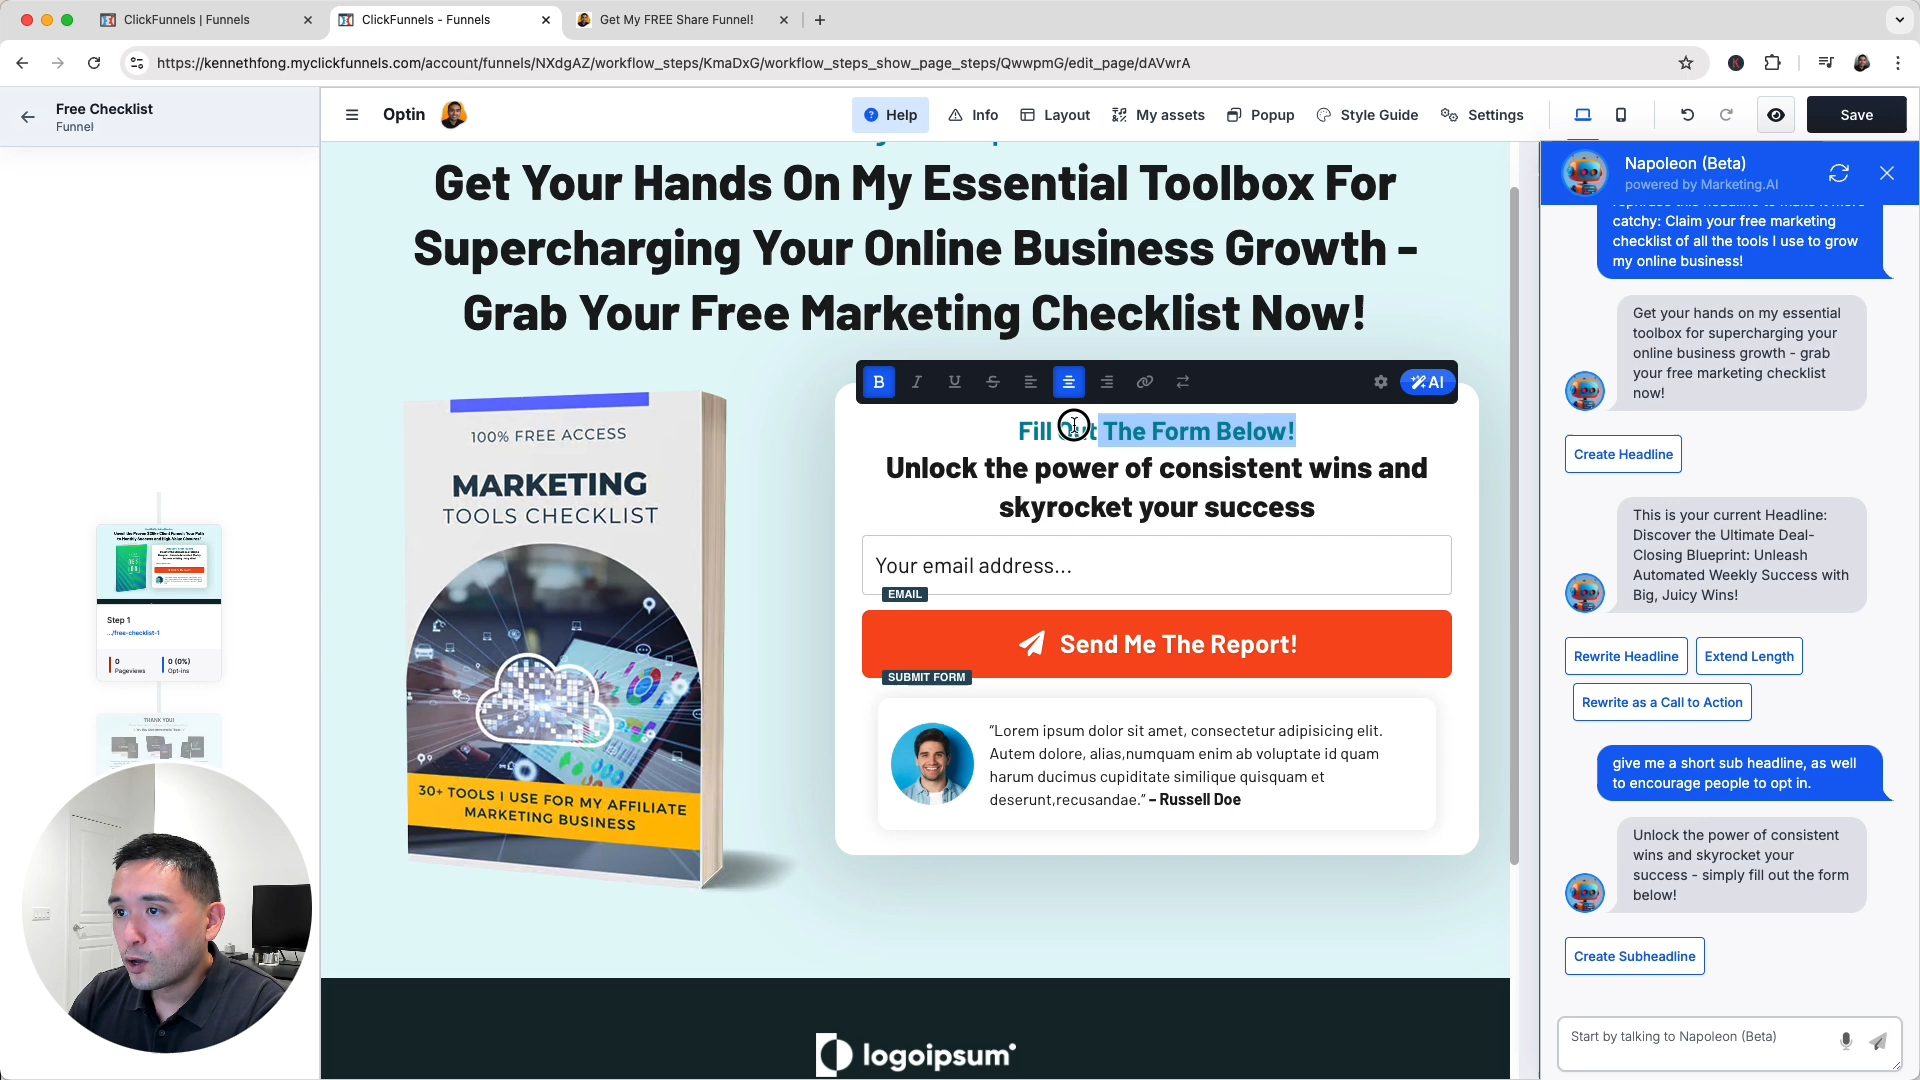 ClickFunnels | Funnels
ClickFunnels - Funnels
Get My FREE Share Funnel!
https://kennethfong.myclickfunnels.com/account/funnels/NXdgAZ/workflow_steps/KmaDxG/workflow_steps_show_page_steps/QwwpmG/edit_page/dAVwrA
Free Checklist
Funnel
Optin
Help
Info
Layout
My assets
Popup
Style Guide
Settings
Save
Get Your Hands On My Essential Toolbox For
Supercharging Your Online Business Growth -
Grab Your Free Marketing Checklist Now!
B I U S
AI
Fill Out The Form Below!
Unlock the power of consistent wins and
skyrocket your success
Your email address...
EMAIL
Send Me The Report!
SUBMIT FORM
"Lorem ipsum dolor sit amet, consectetur adipisicing elit.
Autem dolore, alias,numquam enim ab voluptate id quam
harum ducimus cupiditate similique quisquam et
deserunt,recusandae." – Russell Doe
100% FREE ACCESS
MARKETING
TOOLS CHECKLIST
30+ TOOLS I USE FOR MY AFFILIATE
MARKETING BUSINESS
logoipsum
Step 1
.../free-checklist-1
0
Pageviews
0 (0%)
Opt-ins
THANK YOU!
Napoleon (Beta)
powered by Marketing.AI
catchy: Claim your free marketing
checklist of all the tools I use to grow
my online business!
Get your hands on my essential
toolbox for supercharging your
online business growth - grab
your free marketing checklist
now!
Create Headline
This is your current Headline:
Discover the Ultimate Deal-
Closing Blueprint: Unleash
Automated Weekly Success with
Big, Juicy Wins!
Rewrite Headline
Extend Length
Rewrite as a Call to Action
give me a short sub headline, as well
to encourage people to opt in.
Unlock the power of consistent
wins and skyrocket your
success - simply fill out the form
below!
Create Subheadline
Start by talking to Napoleon (Beta)